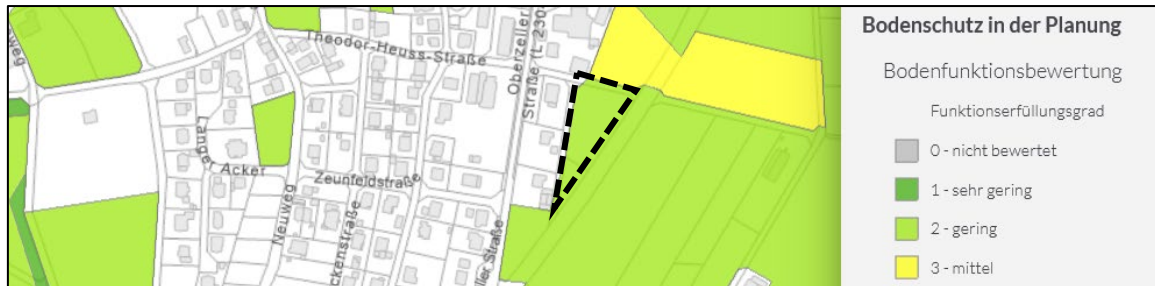 Theodor-Heuss-Straße
Oberzeller
Straße (L 230
Langer Acker
Zeunfeldstraße
Neuweg
ckenstraße
ller Straße
weg
Bodenschutz in der Planung
Bodenfunktionsbewertung
Funktionserfüllungsgrad
0 - nicht bewertet
1 - sehr gering
2 - gering
3 - mittel